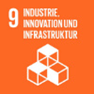 9 INDUSTRIE,
INNOVATION UND
INFRASTRUKTUR